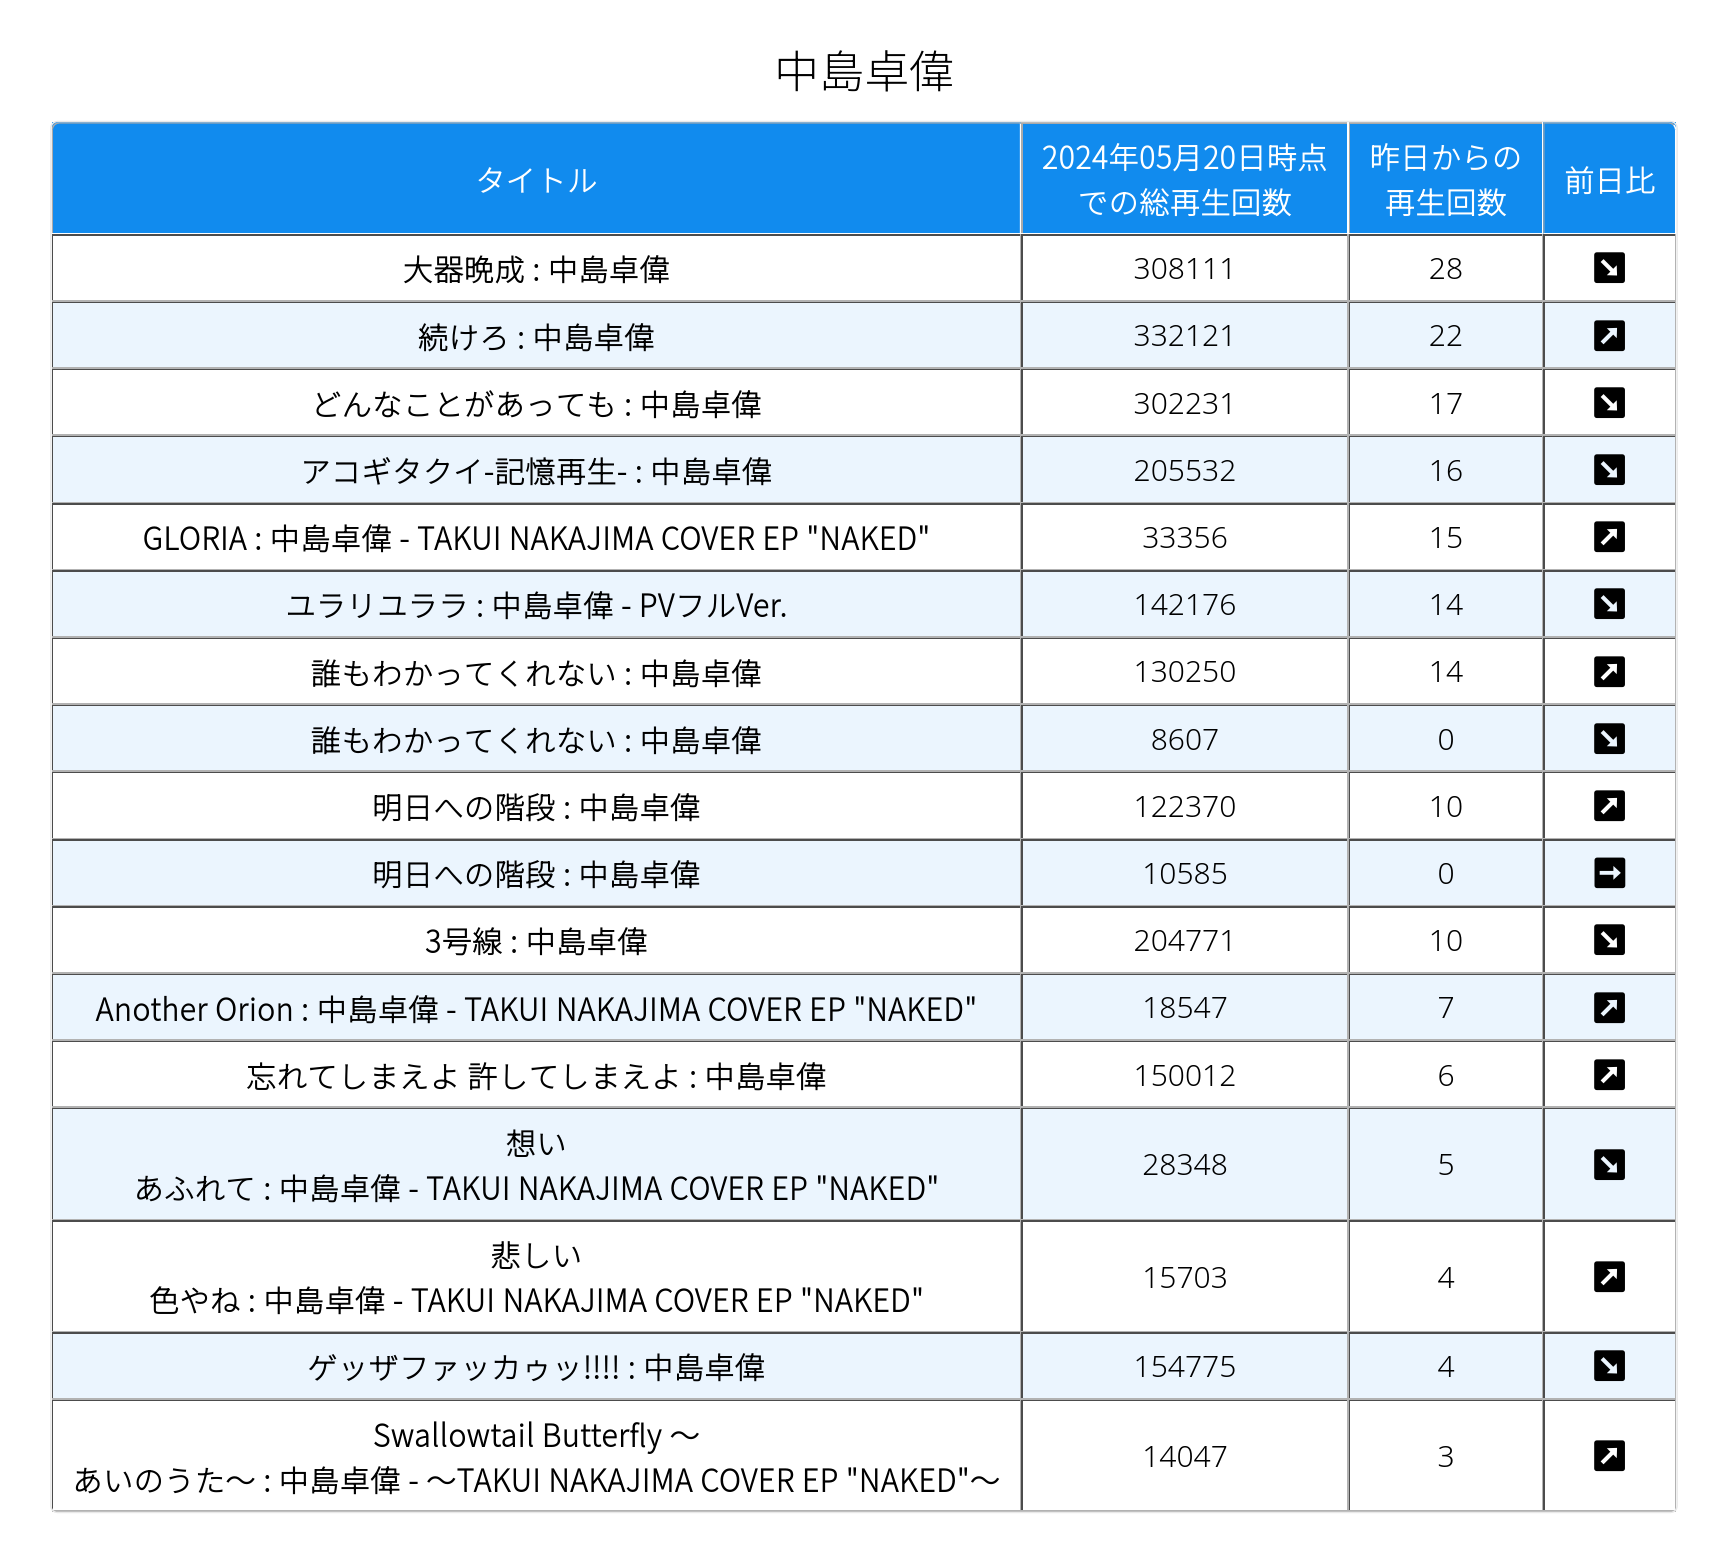 中島卓偉
タイトル
2024年05月20日時点
での総再生回数
昨日からの
再生回数
前日比
大器晩成 : 中島卓偉 308111 28 ↘
続けろ : 中島卓偉 332121 22 ↗
どんなことがあっても : 中島卓偉 302231 17 ↘
アコギタクイ-記憶再生- : 中島卓偉 205532 16 ↘
GLORIA : 中島卓偉 - TAKUI NAKAJIMA COVER EP "NAKED" 33356 15 ↗
ユラリユララ : 中島卓偉 - PVフルVer. 142176 14 ↘
誰もわかってくれない : 中島卓偉 130250 14 ↗
誰もわかってくれない : 中島卓偉 8607 0 ↘
明日への階段 : 中島卓偉 122370 10 ↗
明日への階段 : 中島卓偉 10585 0 →
3号線 : 中島卓偉 204771 10 ↘
Another Orion : 中島卓偉 - TAKUI NAKAJIMA COVER EP "NAKED" 18547 7 ↗
忘れてしまえよ 許してしまえよ : 中島卓偉 150012 6 ↗
想い
あふれて : 中島卓偉 - TAKUI NAKAJIMA COVER EP "NAKED" 28348 5 ↘
悲しい
色やね : 中島卓偉 - TAKUI NAKAJIMA COVER EP "NAKED" 15703 4 ↗
ゲッザファッカゥッ!!!! : 中島卓偉 154775 4 ↘
Swallowtail Butterfly ～
あいのうた～ : 中島卓偉 - ～TAKUI NAKAJIMA COVER EP "NAKED"～ 14047 3 ↗